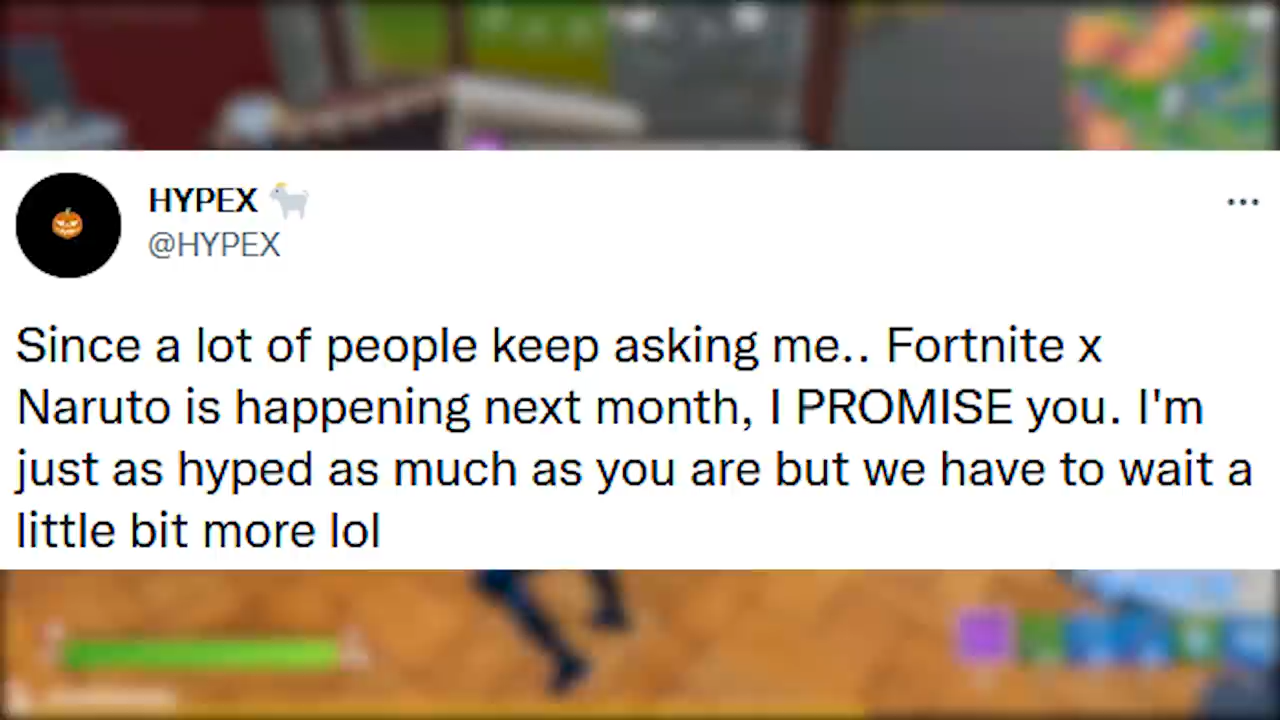 HYPEX 🐐
@HYPEX
Since a lot of people keep asking me.. Fortnite x
Naruto is happening next month, I PROMISE you. I'm
just as hyped as much as you are but we have to wait a
little bit more lol